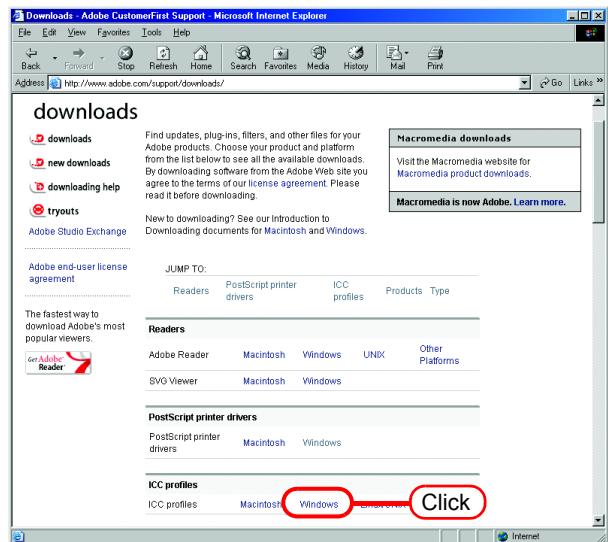 Downloads - Adobe CustomerFirst Support - Microsoft Internet Explorer
File Edit View Favorites Tools Help
Back Forward Stop Refresh Home Search Favorites Media History Mail Print
Address http://www.adobe.com/support/downloads/ Go Links »
downloads
downloads
new downloads
downloading help
tryouts
Adobe Studio Exchange
Adobe end-user license
agreement
The fastest way to
download Adobe's most
popular viewers.
Get Adobe
Reader
Find updates, plug-ins, filters, and other files for your
Adobe products. Choose your product and platform
from the list below to see all the available downloads.
By downloading software from the Adobe Web site you
agree to the terms of our license agreement. Please
read it before downloading.
New to downloading? See our Introduction to
Downloading documents for Macintosh and Windows.
Macromedia downloads
Visit the Macromedia website for
Macromedia product downloads.
Macromedia is now Adobe. Learn more.
JUMP TO:
Readers PostScript printer drivers ICC profiles Products Type
Readers
Adobe Reader Macintosh Windows UNIX Other Platforms
SVG Viewer Macintosh Windows
PostScript printer drivers
PostScript printer drivers Macintosh Windows
ICC profiles
ICC profiles Macintosh Windows
Click
Internet